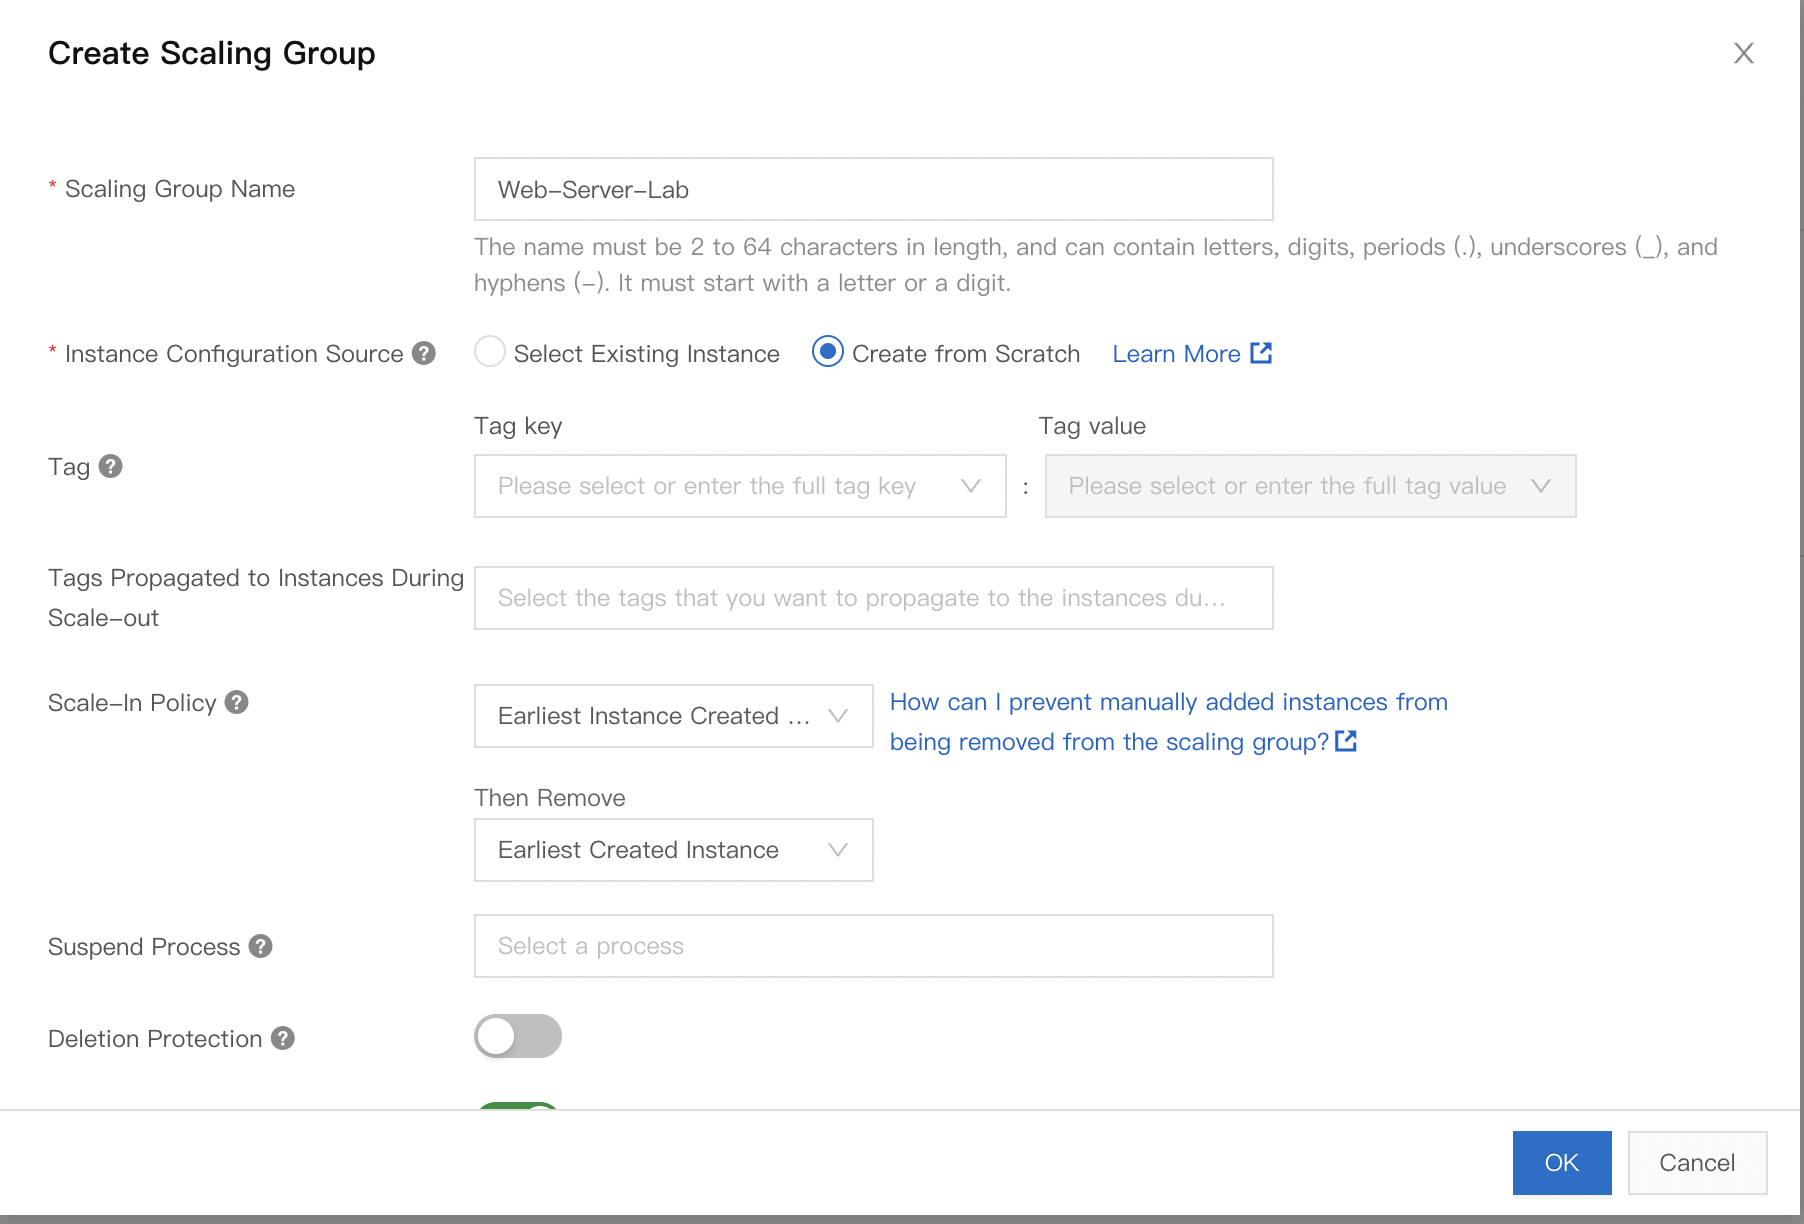 Create Scaling Group
* Scaling Group Name
Web-Server-Lab
The name must be 2 to 64 characters in length, and can contain letters, digits, periods (.), underscores (_), and
hyphens (-). It must start with a letter or a digit.
* Instance Configuration Source ?
Select Existing Instance
Create from Scratch
Learn More
Tag key
Tag value
Tag ?
Please select or enter the full tag key
:
Please select or enter the full tag value
Tags Propagated to Instances During
Scale-out
Select the tags that you want to propagate to the instances du...
Scale-In Policy ?
Earliest Instance Created ...
How can I prevent manually added instances from
being removed from the scaling group?
Then Remove
Earliest Created Instance
Suspend Process ?
Select a process
Deletion Protection ?
OK
Cancel